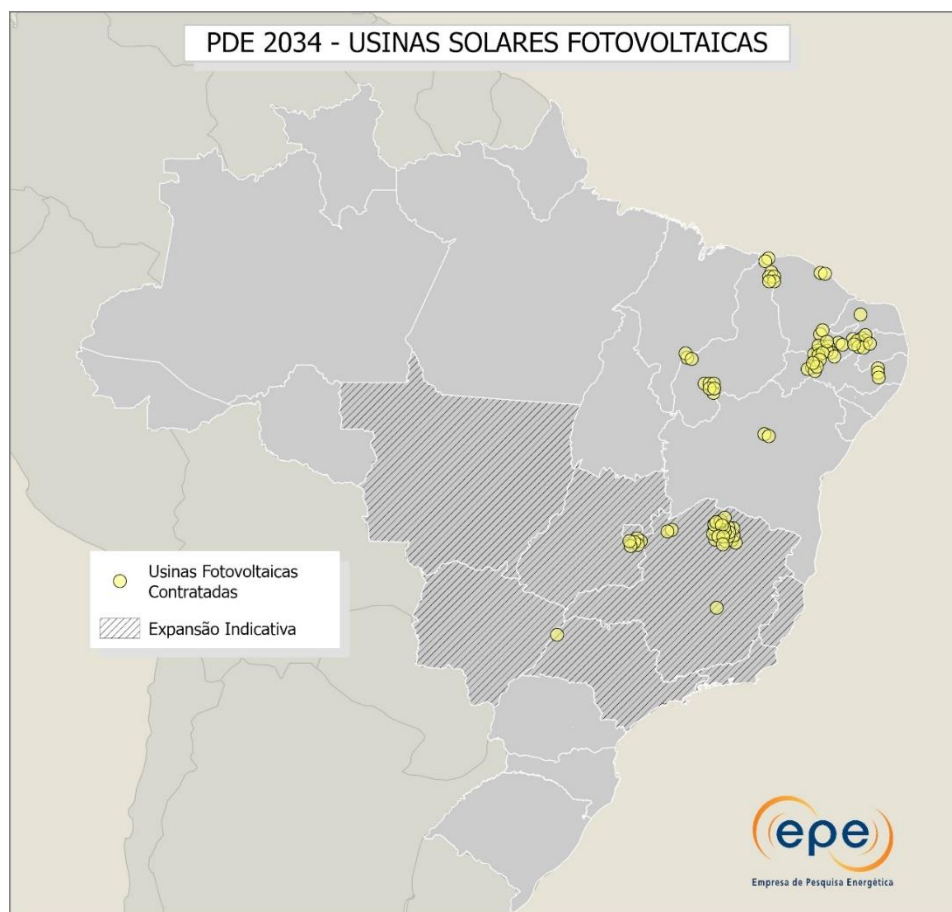 PDE 2034 - USINAS SOLARES FOTOVOLTAICAS
Usinas Fotovoltaicas
Contratadas
Expansão Indicativa
epe
Empresa de Pesquisa Energética